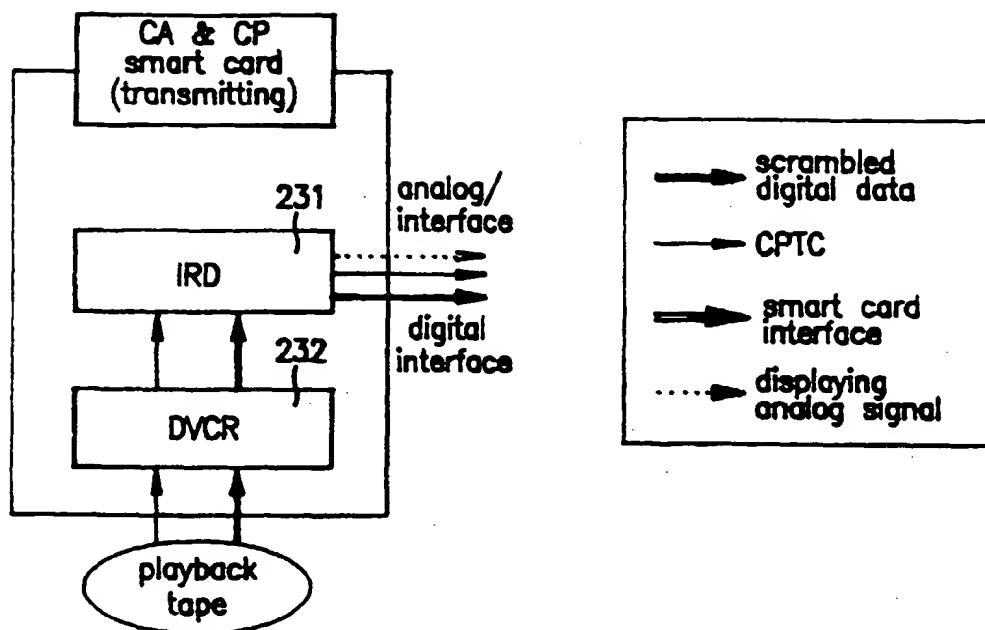 CA & CP
smart card
(transmitting)
231
analog/
interface
IRD
digital
interface
232
DVCR
playback
tape
scrambled
digital data
CPTC
smart card
interface
displaying
analog signal